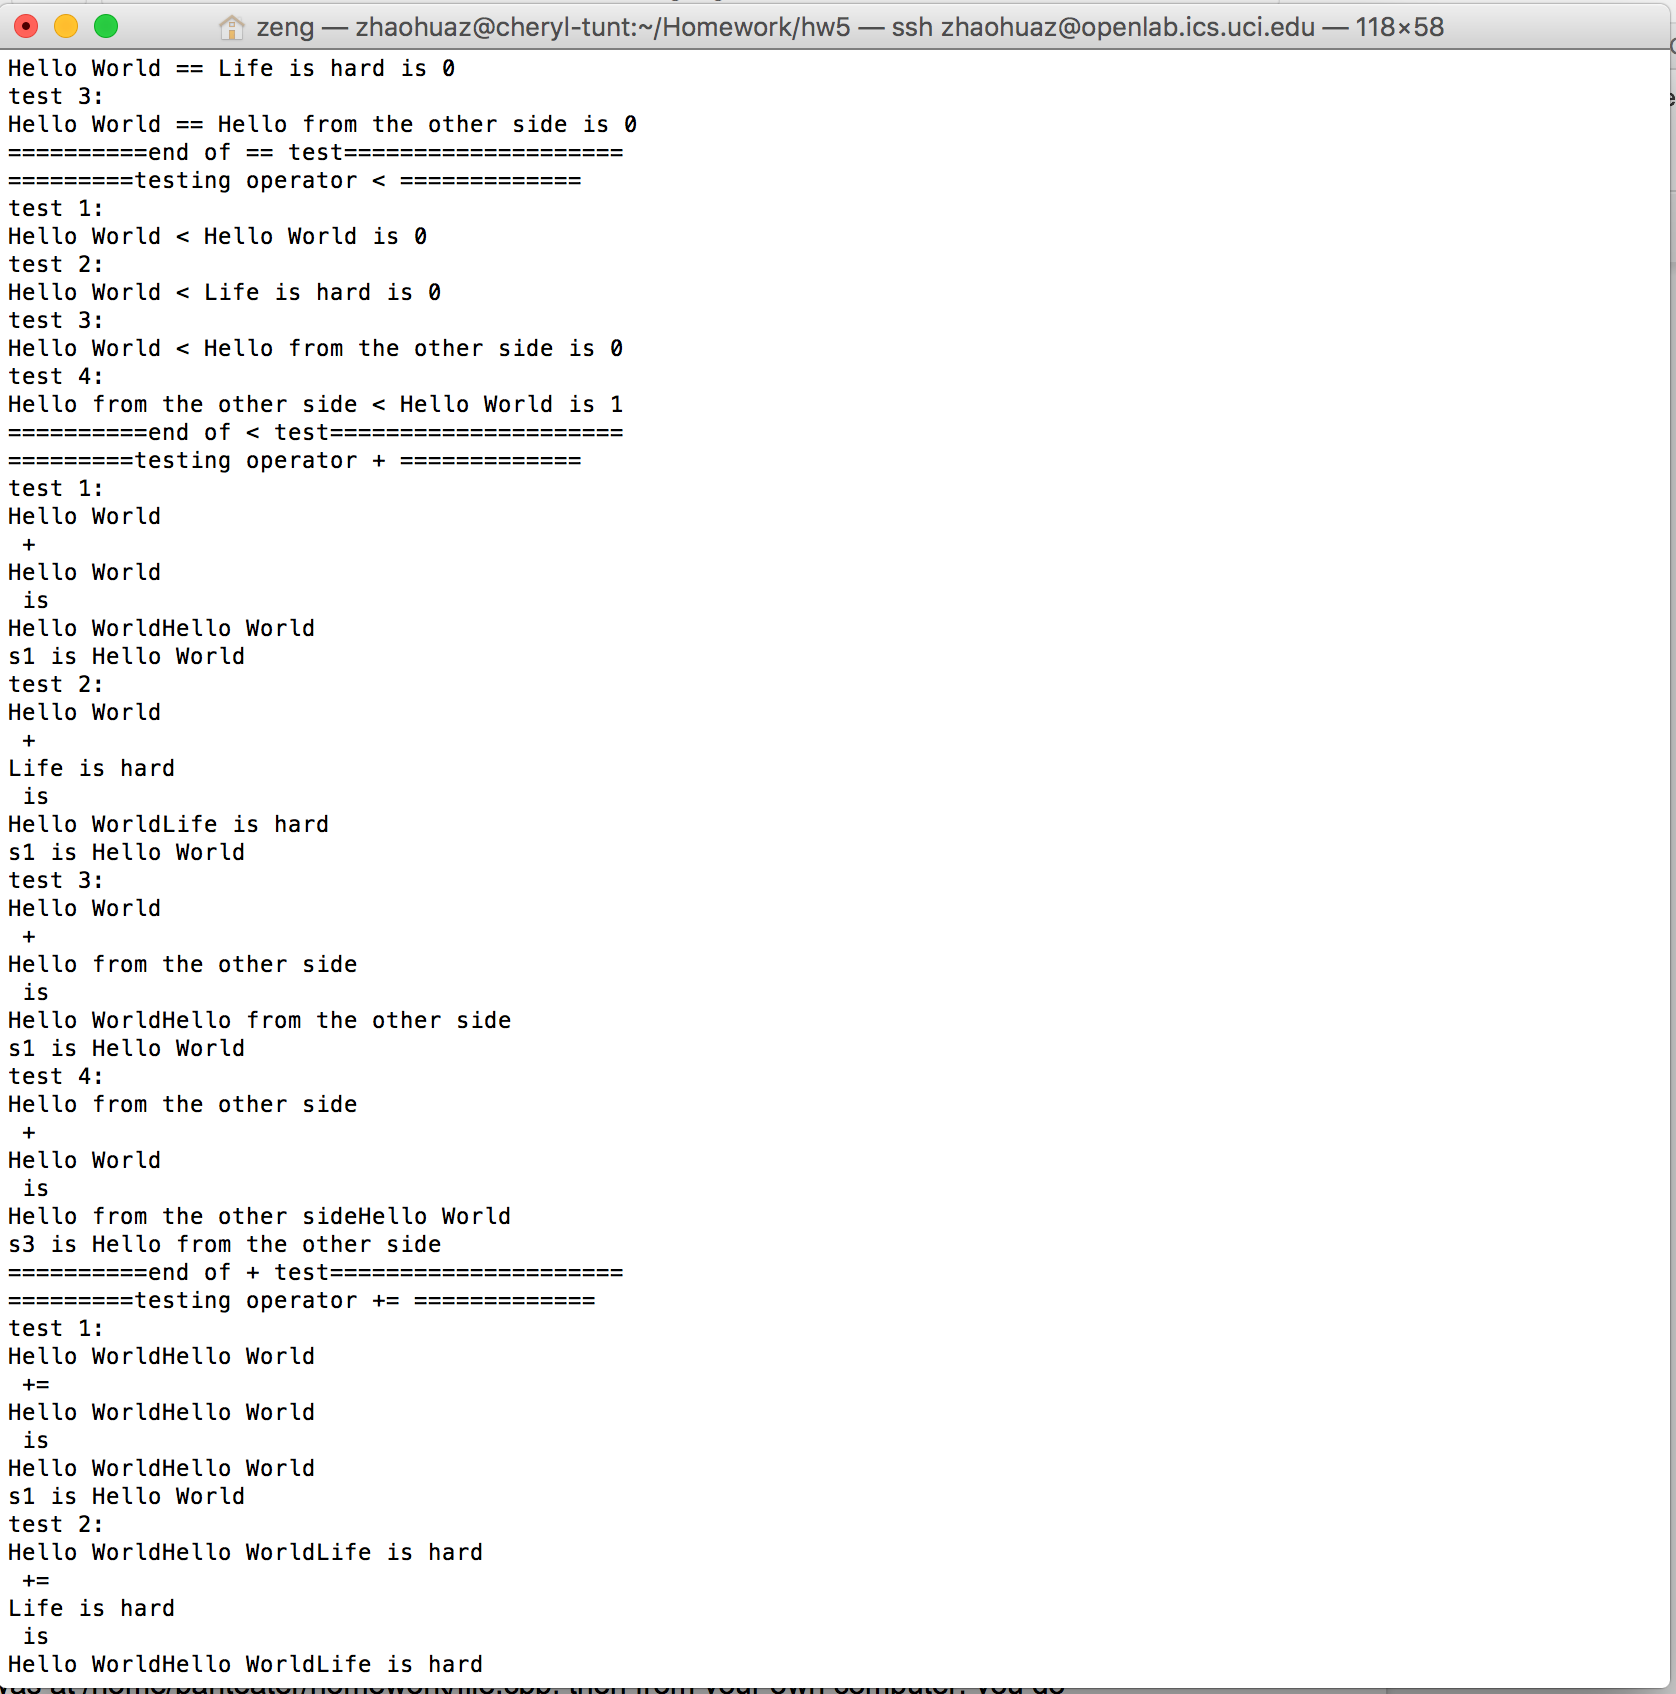 zeng — zhaohuaz@cheryl-tunt:~/Homework/hw5 — ssh zhaohuaz@openlab.ics.uci.edu — 118×58
Hello World == Life is hard is 0
test 3:
Hello World == Hello from the other side is 0
==========end of == test====================
=========testing operator < =============
test 1:
Hello World < Hello World is 0
test 2:
Hello World < Life is hard is 0
test 3:
Hello World < Hello from the other side is 0
test 4:
Hello from the other side < Hello World is 1
==========end of < test=====================
=========testing operator + =============
test 1:
Hello World
 +
Hello World
 is
Hello WorldHello World
s1 is Hello World
test 2:
Hello World
 +
Life is hard
 is
Hello WorldLife is hard
s1 is Hello World
test 3:
Hello World
 +
Hello from the other side
 is
Hello WorldHello from the other side
s1 is Hello World
test 4:
Hello from the other side
 +
Hello World
 is
Hello from the other sideHello World
s3 is Hello from the other side
==========end of + test=====================
=========testing operator += =============
test 1:
Hello WorldHello World
 +=
Hello WorldHello World
 is
Hello WorldHello World
s1 is Hello World
test 2:
Hello WorldHello WorldLife is hard
 +=
Life is hard
 is
Hello WorldHello WorldLife is hard